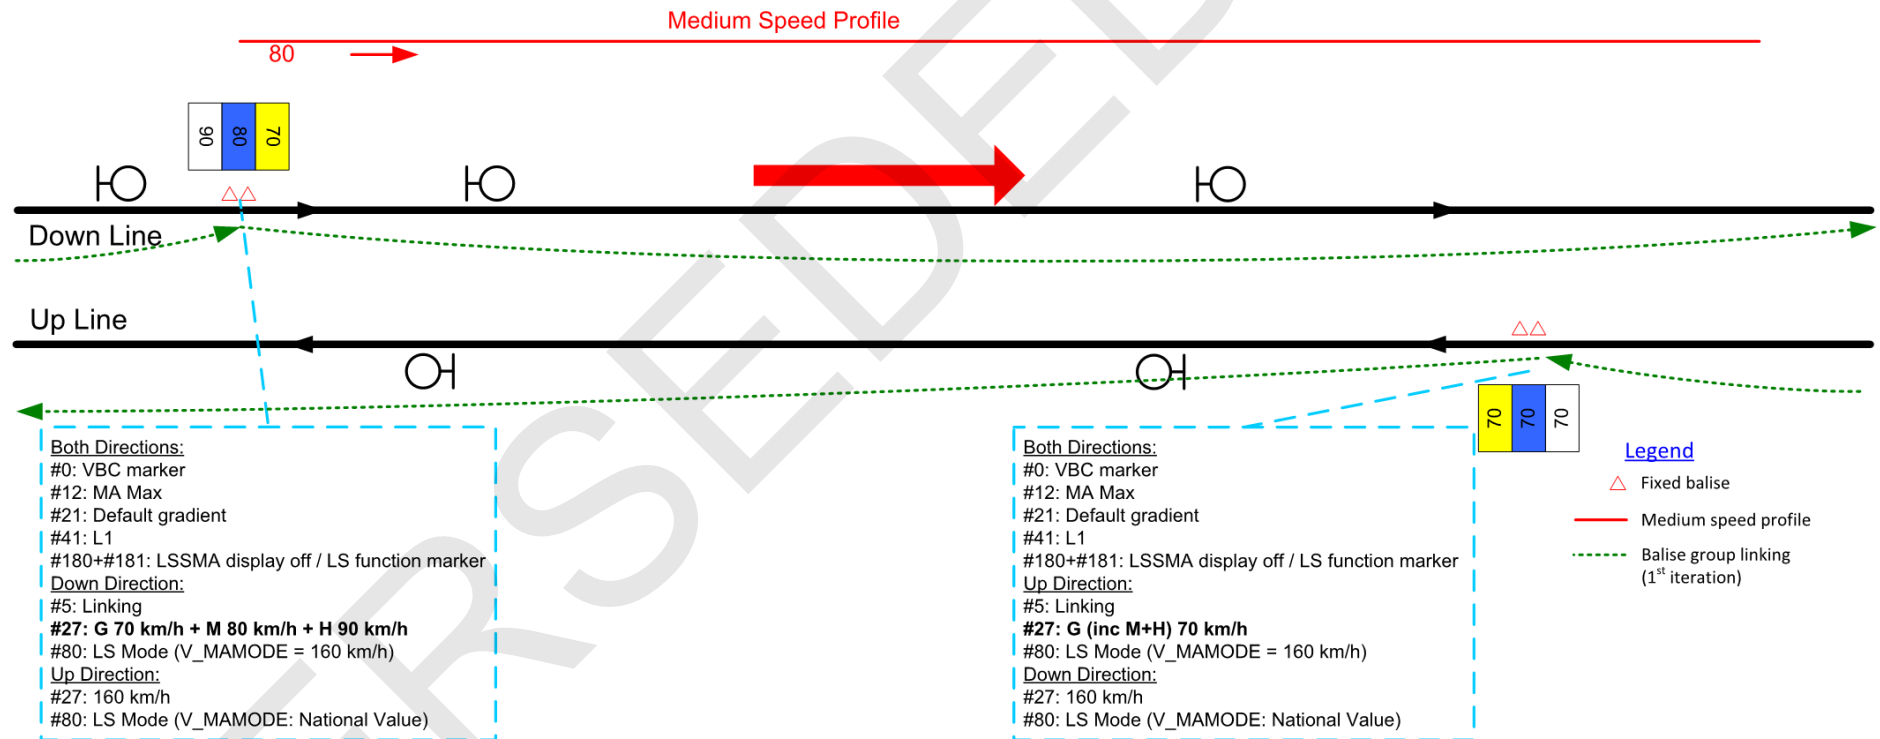 Medium Speed Profile
80
90
80
70
Down Line
Up Line
70
70
70
Both Directions:
#0: VBC marker
#12: MA Max
#21: Default gradient
#41: L1
#180+#181: LSSMA display off / LS function marker
Down Direction:
#5: Linking
#27: G 70 km/h + M 80 km/h + H 90 km/h
#80: LS Mode (V_MAMODE = 160 km/h)
Up Direction:
#27: 160 km/h
#80: LS Mode (V_MAMODE: National Value)
Both Directions:
#0: VBC marker
#12: MA Max
#21: Default gradient
#41: L1
#180+#181: LSSMA display off / LS function marker
Up Direction:
#5: Linking
#27: G (inc M+H) 70 km/h
#80: LS Mode (V_MAMODE = 160 km/h)
Down Direction:
#27: 160 km/h
#80: LS Mode (V_MAMODE: National Value)
Legend
Fixed balise
Medium speed profile
Balise group linking
(1st iteration)
ERSEDED